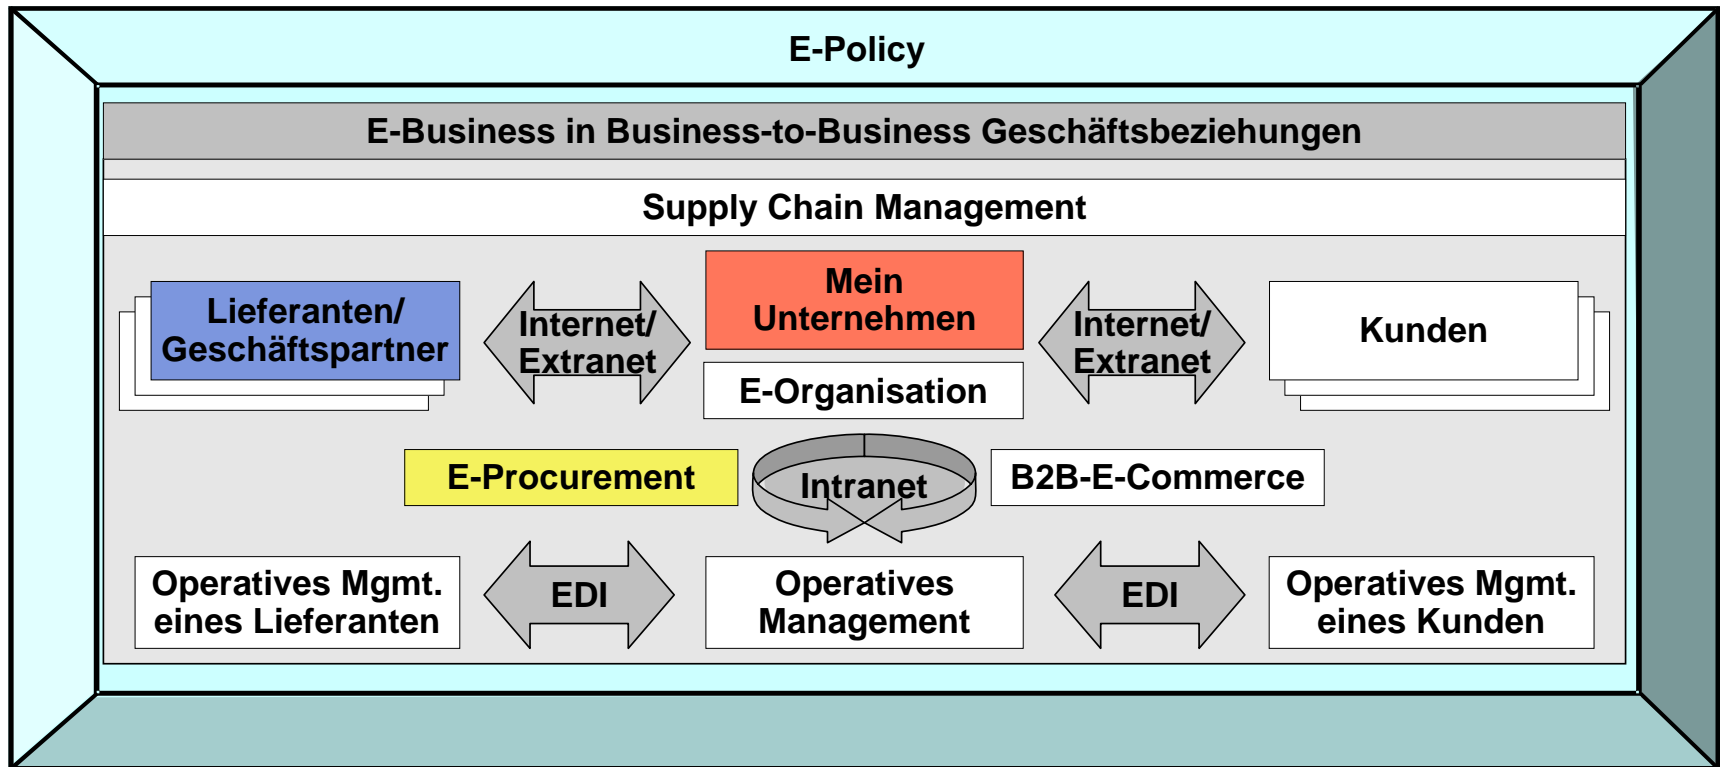 E-Policy
E-Business in Business-to-Business Geschäftsbeziehungen
Supply Chain Management
Lieferanten/
Geschäftspartner
Internet/
Extranet
Mein
Unternehmen
E-Organisation
Internet/
Extranet
Kunden
E-Procurement
Intranet
B2B-E-Commerce
Operatives Mgmt.
eines Lieferanten
EDI
Operatives
Management
EDI
Operatives Mgmt.
eines Kunden